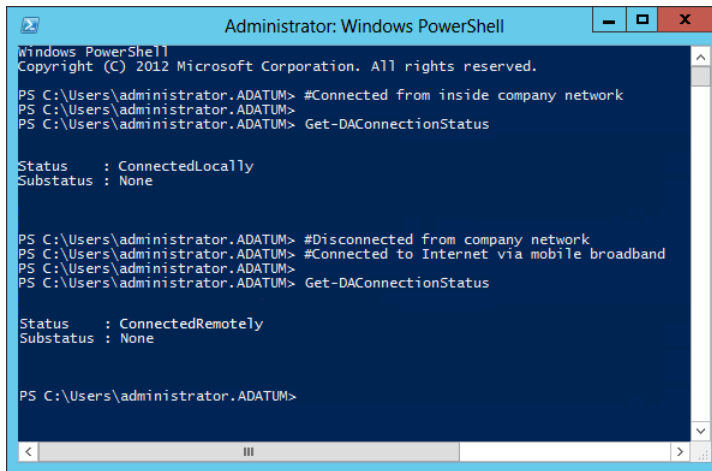 Administrator: Windows PowerShell
Windows PowerShell
Copyright (C) 2012 Microsoft Corporation. All rights reserved.
PS C:\Users\administrator.ADATUM> #Connected from inside company network
PS C:\Users\administrator.ADATUM>
PS C:\Users\administrator.ADATUM> Get-DAConnectionStatus
Status    : ConnectedLocally
Substatus : None
PS C:\Users\administrator.ADATUM> #Disconnected from company network
PS C:\Users\administrator.ADATUM> #Connected to Internet via mobile broadband
PS C:\Users\administrator.ADATUM>
PS C:\Users\administrator.ADATUM> Get-DAConnectionStatus
Status    : ConnectedRemotely
Substatus : None
PS C:\Users\administrator.ADATUM>